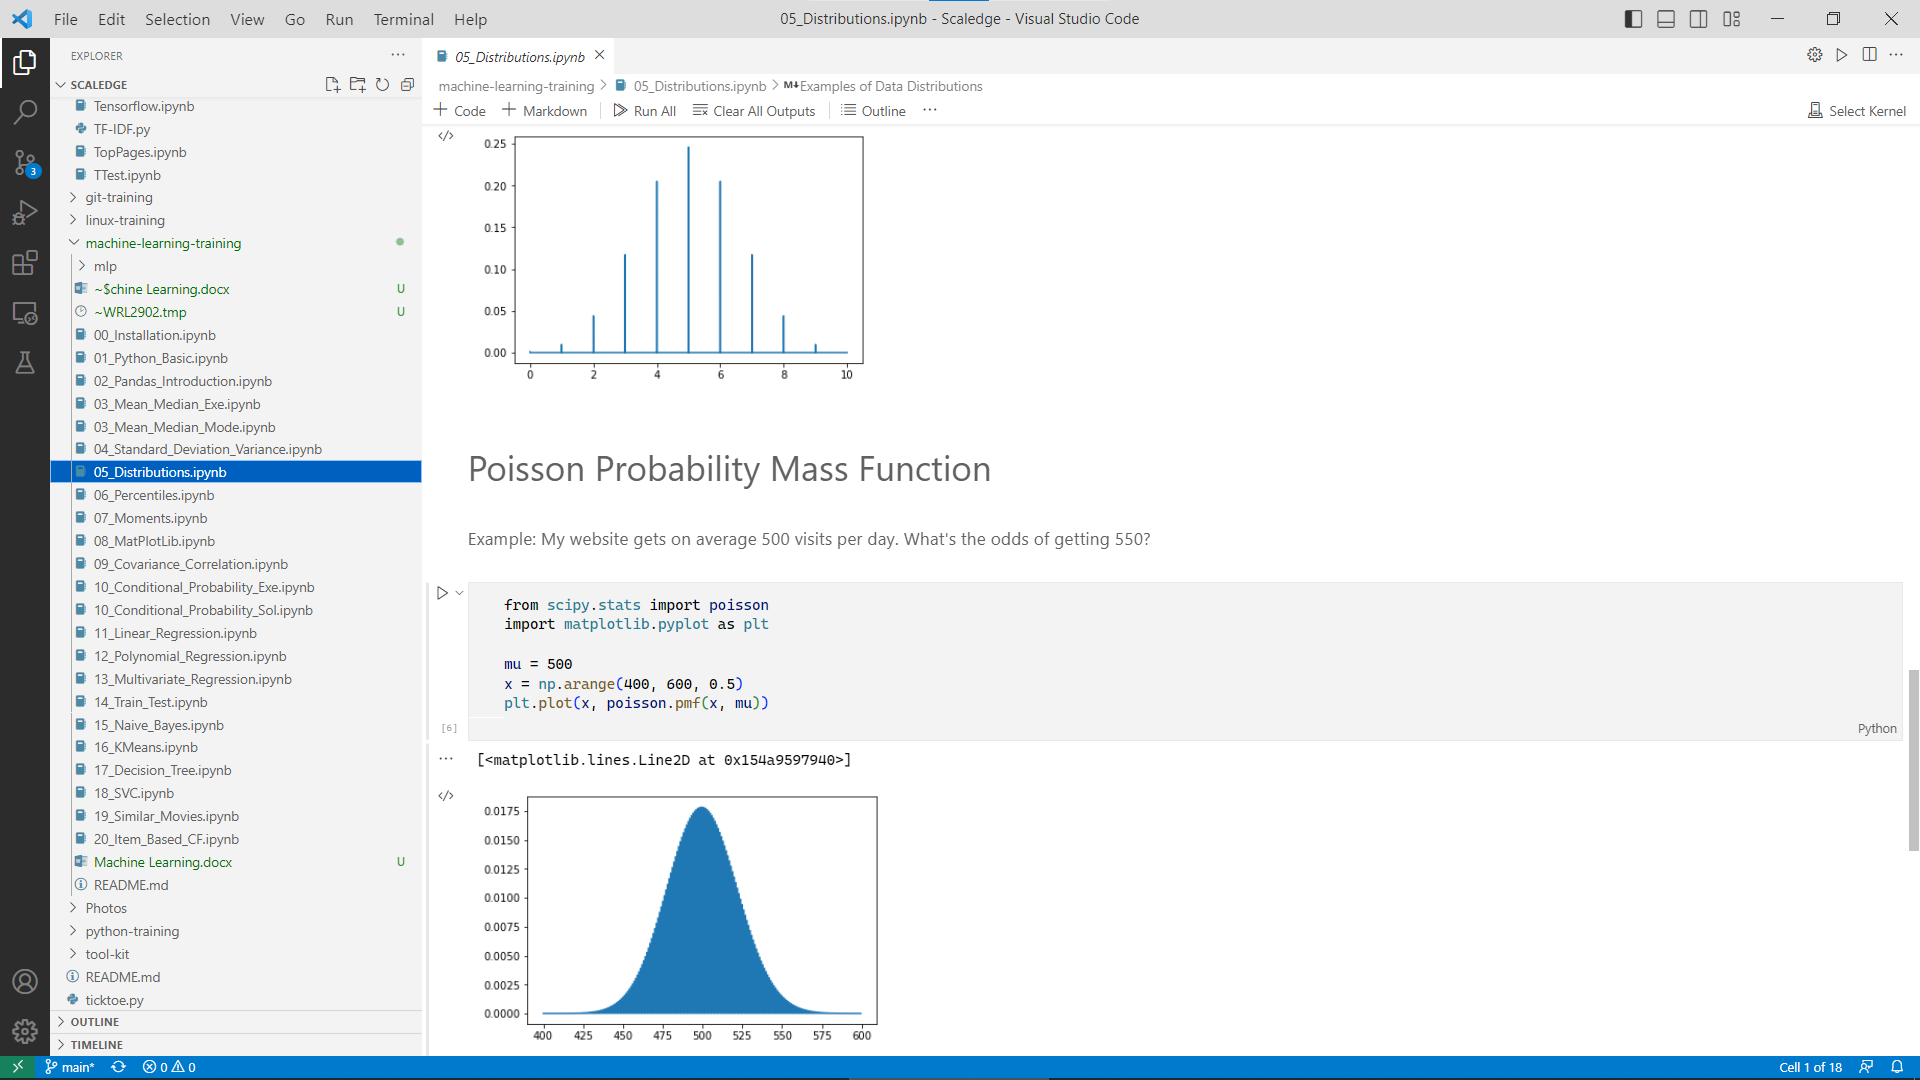 File Edit Selection View Go Run Terminal Help
05_Distributions.ipynb - Scaledge - Visual Studio Code
EXPLORER
SCALEDGE
Tensorflow.ipynb
TF-IDF.py
TopPages.ipynb
TTest.ipynb
git-training
linux-training
machine-learning-training
mlp
~$chine Learning.docx U
~WRL2902.tmp U
00_Installation.ipynb
01_Python_Basic.ipynb
02_Pandas_Introduction.ipynb
03_Mean_Median_Exe.ipynb
03_Mean_Median_Mode.ipynb
04_Standard_Deviation_Variance.ipynb
05_Distributions.ipynb
06_Percentiles.ipynb
07_Moments.ipynb
08_MatPlotLib.ipynb
09_Covariance_Correlation.ipynb
10_Conditional_Probability_Exe.ipynb
10_Conditional_Probability_Sol.ipynb
11_Linear_Regression.ipynb
12_Polynomial_Regression.ipynb
13_Multivariate_Regression.ipynb
14_Train_Test.ipynb
15_Naive_Bayes.ipynb
16_KMeans.ipynb
17_Decision_Tree.ipynb
18_SVC.ipynb
19_Similar_Movies.ipynb
20_Item_Based_CF.ipynb
Machine Learning.docx U
README.md
Photos
python-training
tool-kit
README.md
ticktoe.py
OUTLINE
TIMELINE
3
05_Distributions.ipynb
machine-learning-training > 05_Distributions.ipynb > M↓Examples of Data Distributions
+ Code + Markdown Run All Clear All Outputs Outline ···
Select Kernel
0.25
0.20
0.15
0.10
0.05
0.00
0 2 4 6 8 10
Poisson Probability Mass Function
Example: My website gets on average 500 visits per day. What's the odds of getting 550?
from scipy.stats import poisson
import matplotlib.pyplot as plt
mu = 500
x = np.arange(400, 600, 0.5)
plt.plot(x, poisson.pmf(x, mu))
[6]
Python
[<matplotlib.lines.Line2D at 0x154a9597940>]
0.0175
0.0150
0.0125
0.0100
0.0075
0.0050
0.0025
0.0000
400 425 450 475 500 525 550 575 600
main* 0 0
Cell 1 of 18